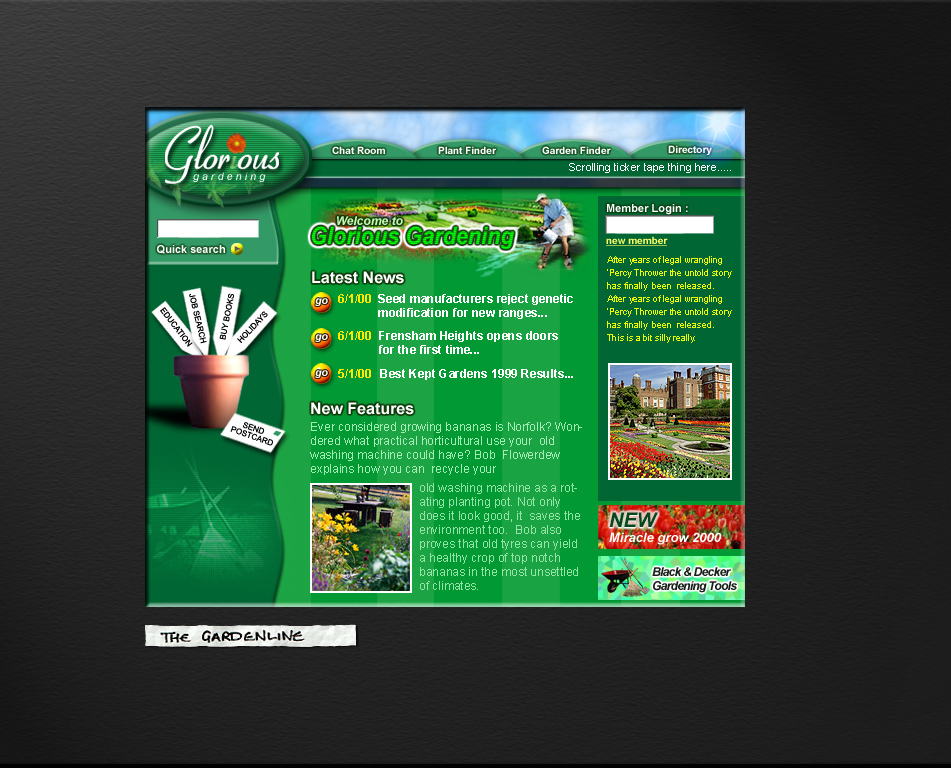 Glorious
gardening
Chat Room
Plant Finder
Garden Finder
Directory
Scrolling ticker tape thing here.....
Quick search
EDUCATION
JOB SEARCH
BUY BOOKS
HOLIDAYS
SEND
POSTCARD
Welcome to
Glorious Gardening
Latest News
go 6/1/00 Seed manufacturers reject genetic
modification for new ranges...
go 6/1/00 Frensham Heights opens doors
for the first time...
go 5/1/00 Best Kept Gardens 1999 Results...
New Features
Ever considered growing bananas is Norfolk? Won-
dered what practical horticultural use your old
washing machine could have? Bob Flowerdew
explains how you can recycle your
old washing machine as a rot-
ating planting pot. Not only
does it look good, it saves the
environment too. Bob also
proves that old tyres can yield
a healthy crop of top notch
bananas in the most unsettled
of climates.
Member Login :
new member
After years of legal wrangling
'Percy Thrower the untold story
has finally been released.
After years of legal wrangling
'Percy Thrower the untold story
has finally been released.
This is a bit silly really.
NEW
Miracle grow 2000
Black & Decker
Gardening Tools
THE GARDENLINE